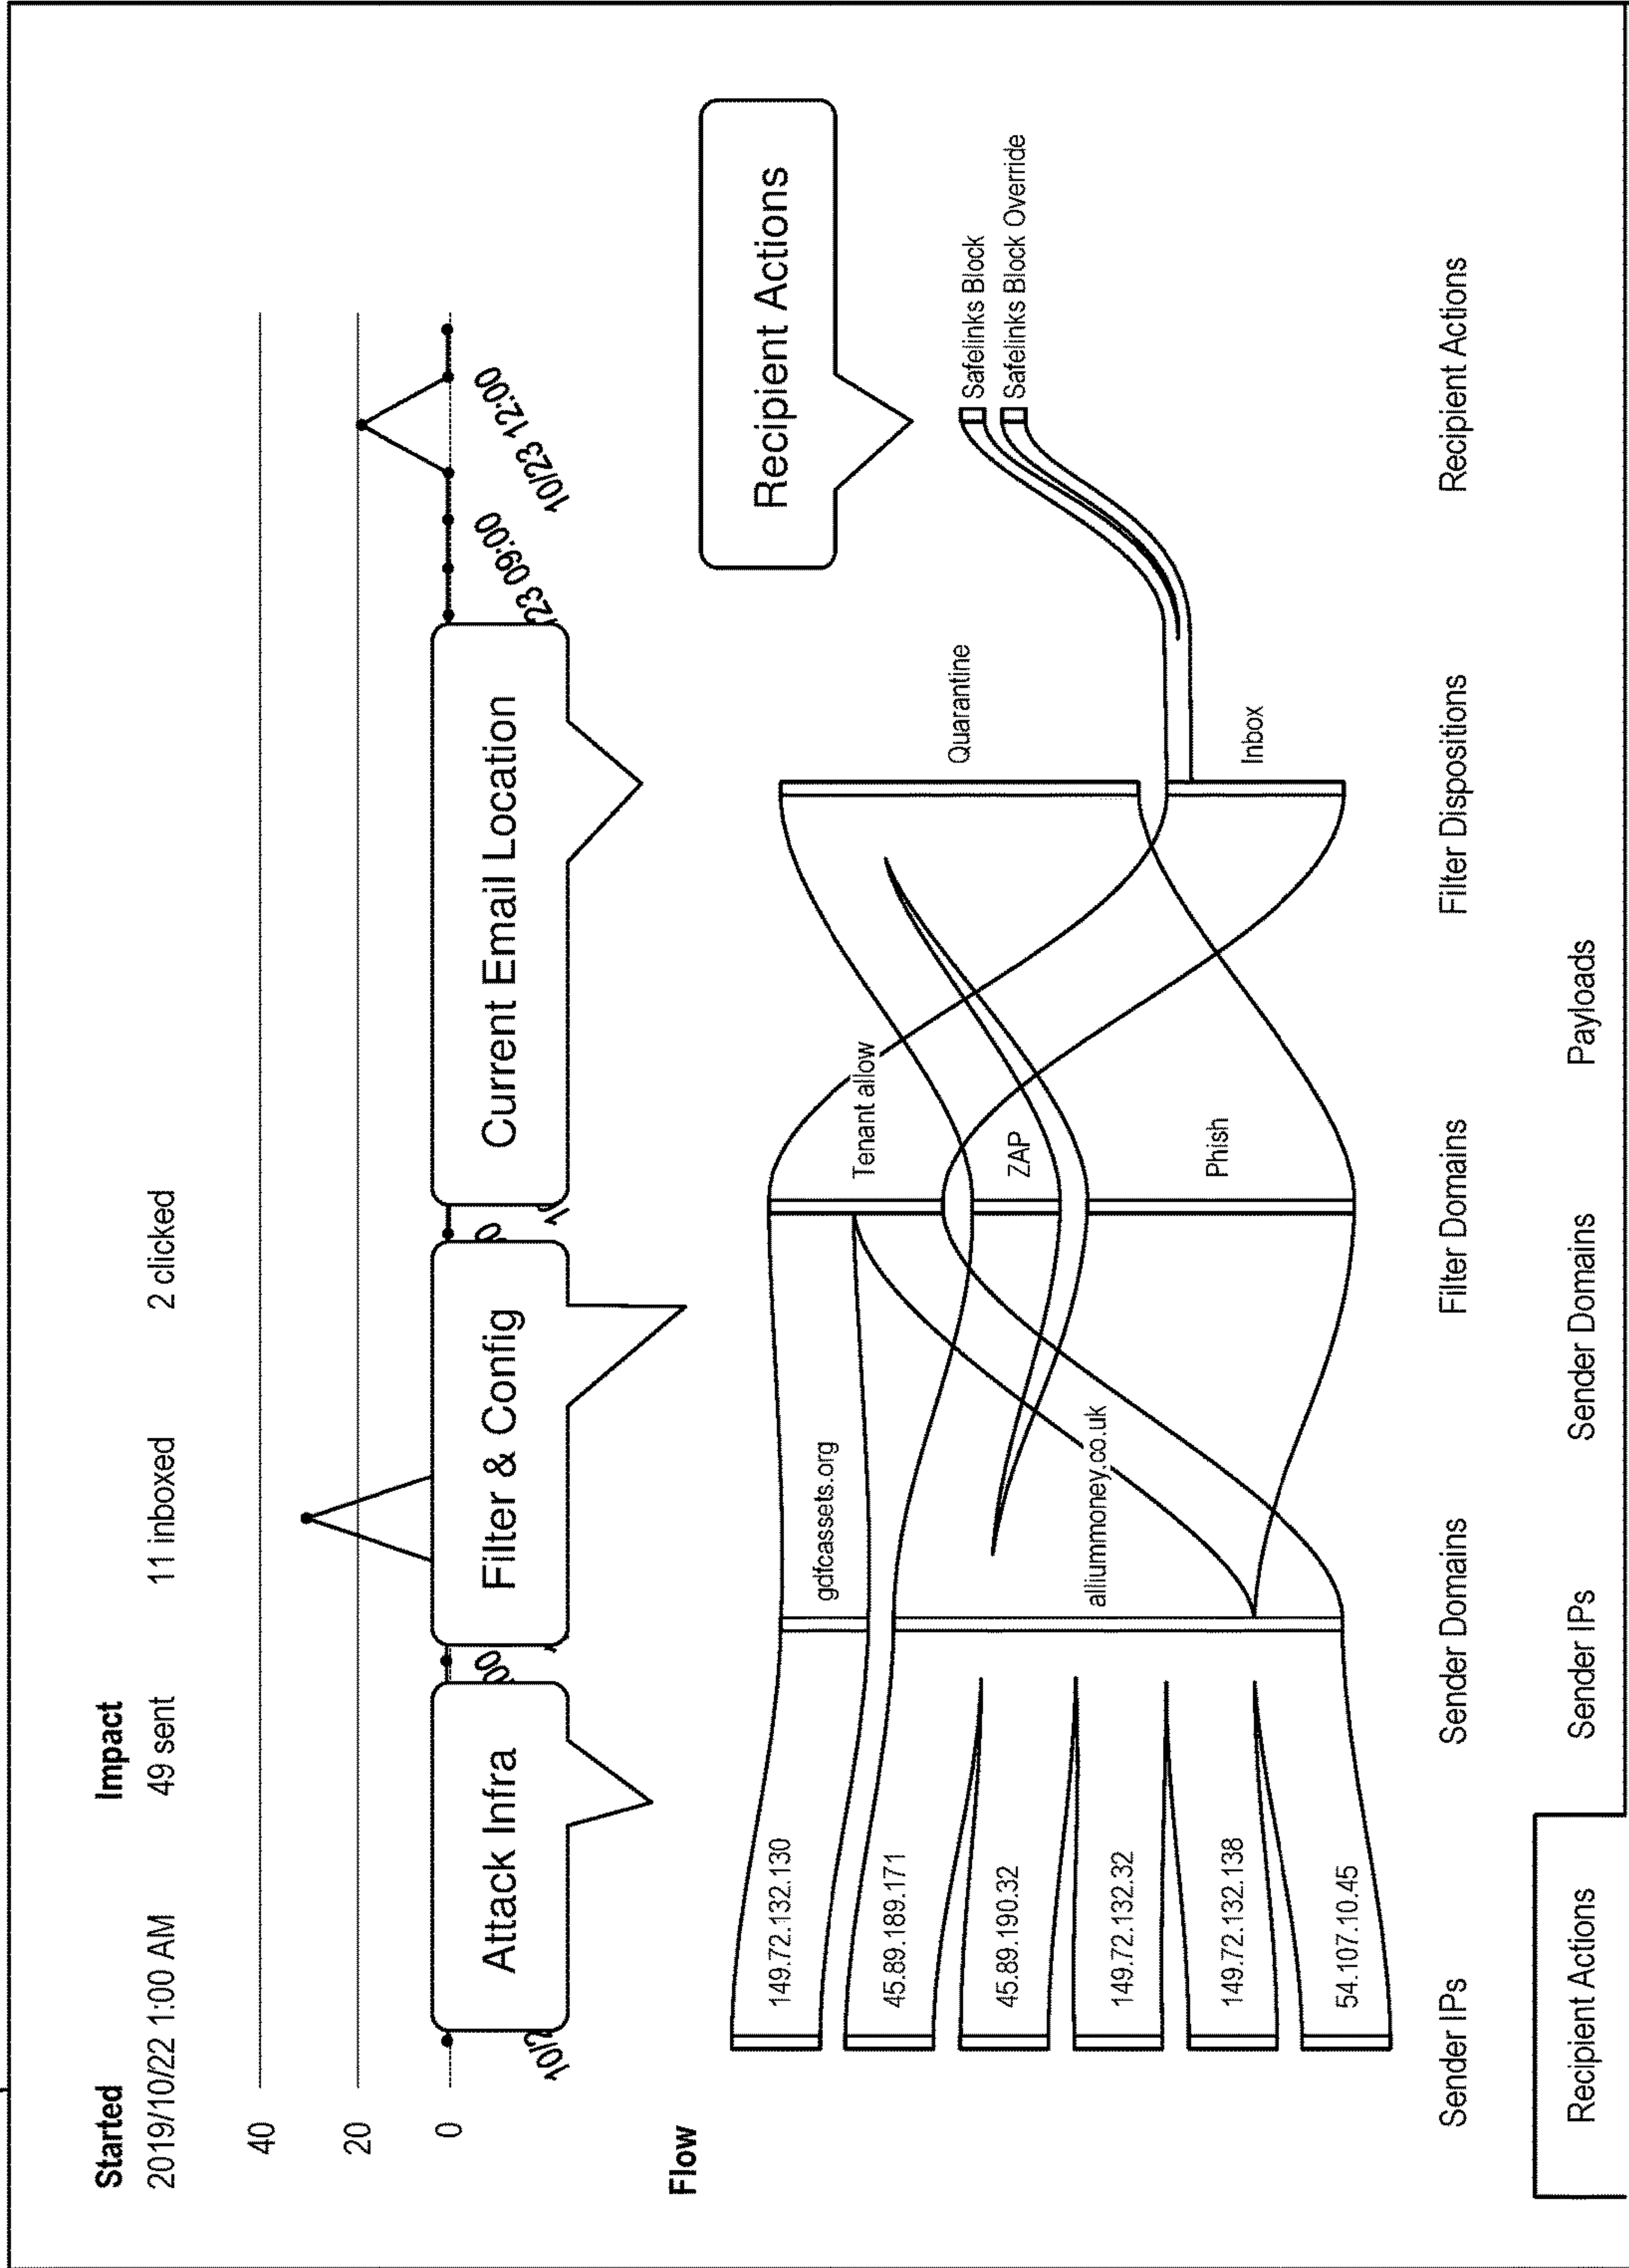 Started
Impact
2019/10/22 1:00 AM
49 sent
11 inboxed
2 clicked
40
20
0
10/2
00
0
10
/23 09:00
10/23 12:00
Attack Infra
Filter & Config
Current Email Location
Recipient Actions
Flow
149.72.132.130
45.89.189.171
45.89.190.32
149.72.132.32
149.72.132.138
54.107.10.45
gdfcassets.org
alliummoney.co.uk
Tenant allow
ZAP
Phish
Quarantine
Inbox
Safelinks Block
Safelinks Block Override
Sender IPs
Sender Domains
Filter Domains
Filter Dispositions
Recipient Actions
Recipient Actions
Sender IPs
Sender Domains
Payloads